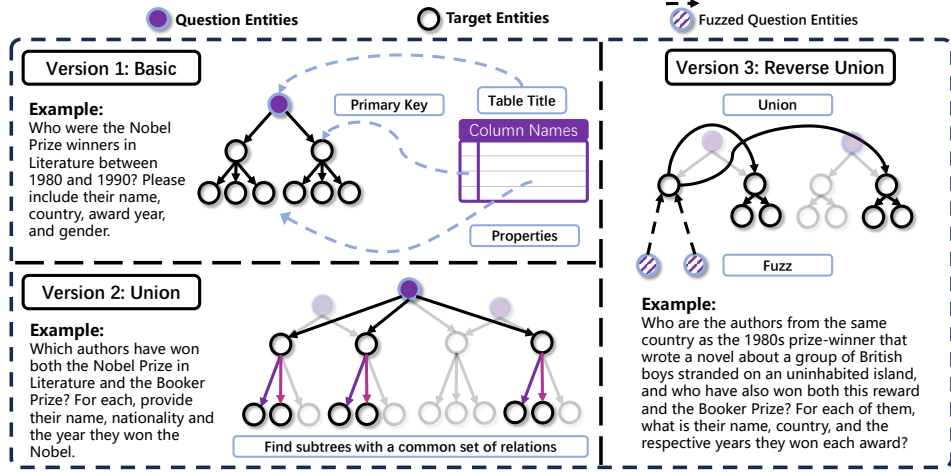 Question Entities
Target Entities
Fuzzed Question Entities
Version 1: Basic
Example:
Who were the Nobel
Prize winners in
Literature between
1980 and 1990? Please
include their name,
country, award year,
and gender.
Primary Key
Table Title
Column Names
Properties
Version 2: Union
Example:
Which authors have won
both the Nobel Prize in
Literature and the Booker
Prize? For each, provide
their name, nationality and
the year they won the
Nobel.
Find subtrees with a common set of relations
Version 3: Reverse Union
Union
Fuzz
Example:
Who are the authors from the same
country as the 1980s prize-winner that
wrote a novel about a group of British
boys stranded on an uninhabited island,
and who have also won both this reward
and the Booker Prize? For each of them,
what is their name, country, and the
respective years they won each award?